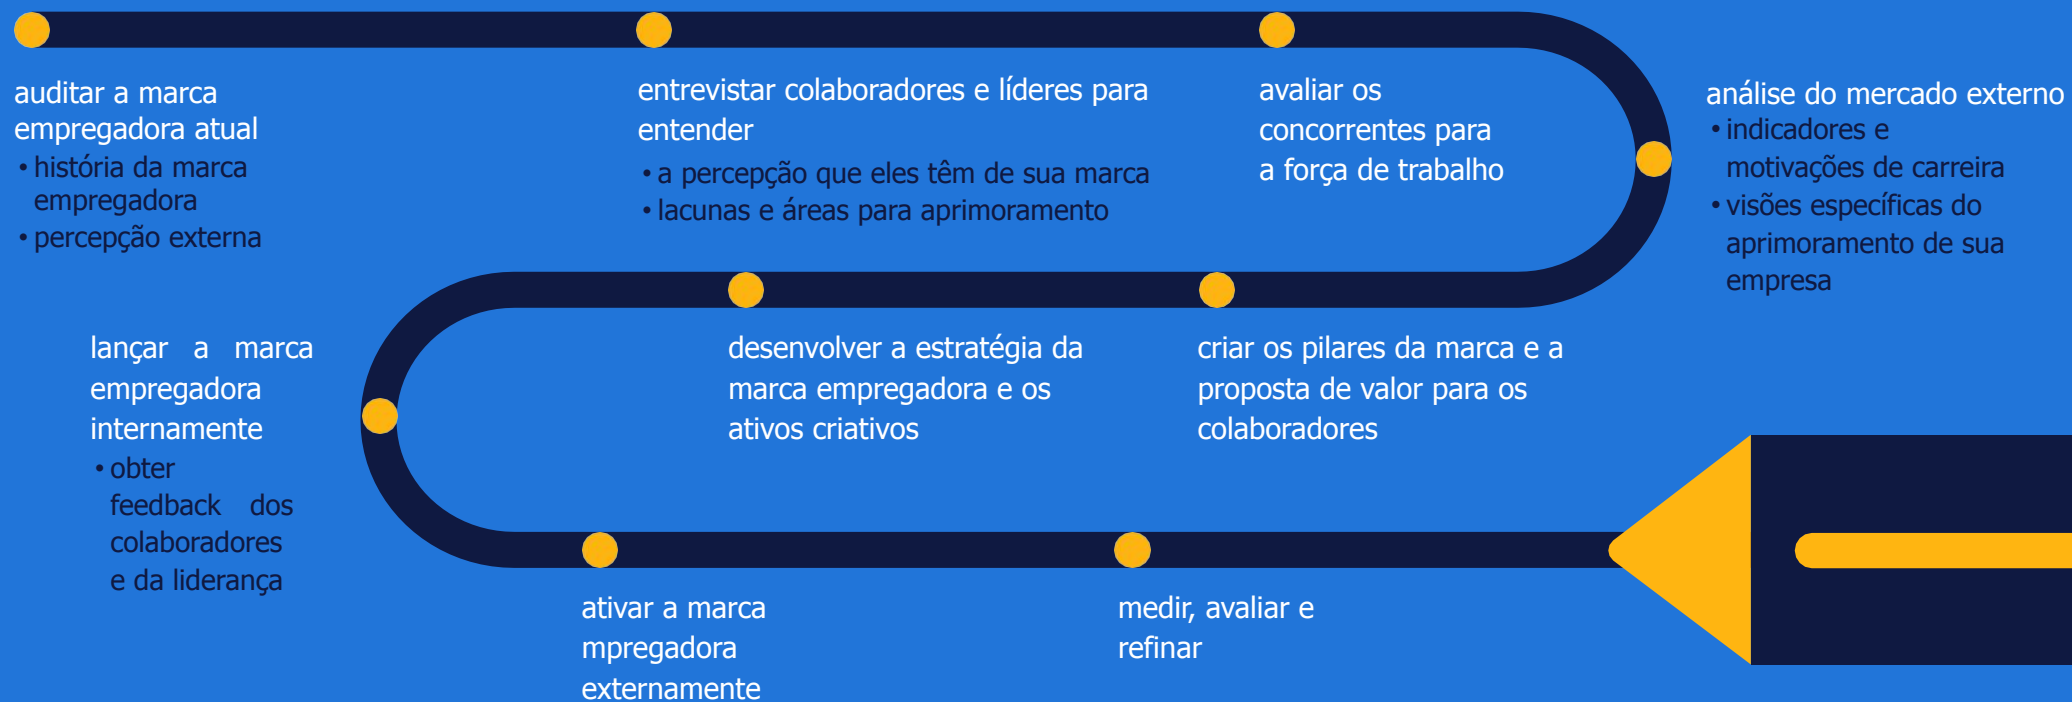 auditar a marca
empregadora atual
• história da marca
empregadora
• percepção externa
entrevistar colaboradores e líderes para
entender
• a percepção que eles têm de sua marca
• lacunas e áreas para aprimoramento
avaliar os
concorrentes para
a força de trabalho
análise do mercado externo
• indicadores e
motivações de carreira
• visões específicas do
aprimoramento de sua
empresa
criar os pilares da marca e a
proposta de valor para os
colaboradores
desenvolver a estratégia da
marca empregadora e os
ativos criativos
lançar a marca
empregadora
internamente
• obter
feedback dos
colaboradores
e da liderança
ativar a marca
mpregadora
externamente
medir, avaliar e
refinar